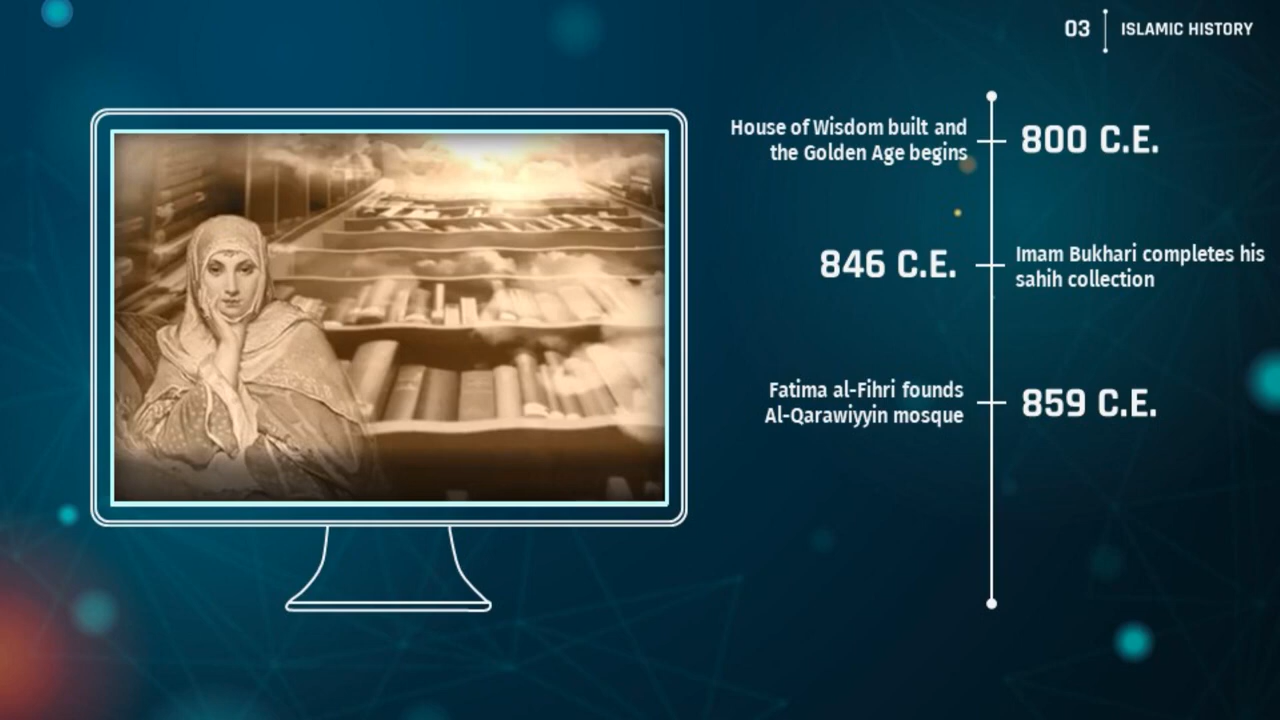 03
ISLAMIC HISTORY
House of Wisdom built and
the Golden Age begins
800 C.E.
846 C.E.
Imam Bukhari completes his
sahih collection
Fatima al-Fihri founds
Al-Qarawiyyin mosque
859 C.E.